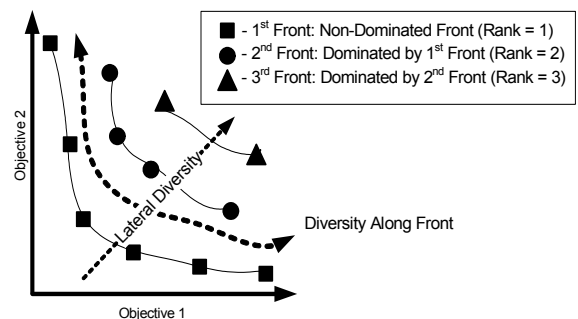 - 1st Front: Non-Dominated Front (Rank = 1)
- 2nd Front: Dominated by 1st Front (Rank = 2)
- 3rd Front: Dominated by 2nd Front (Rank = 3)
Objective 2
Lateral Diversity
Diversity Along Front
Objective 1